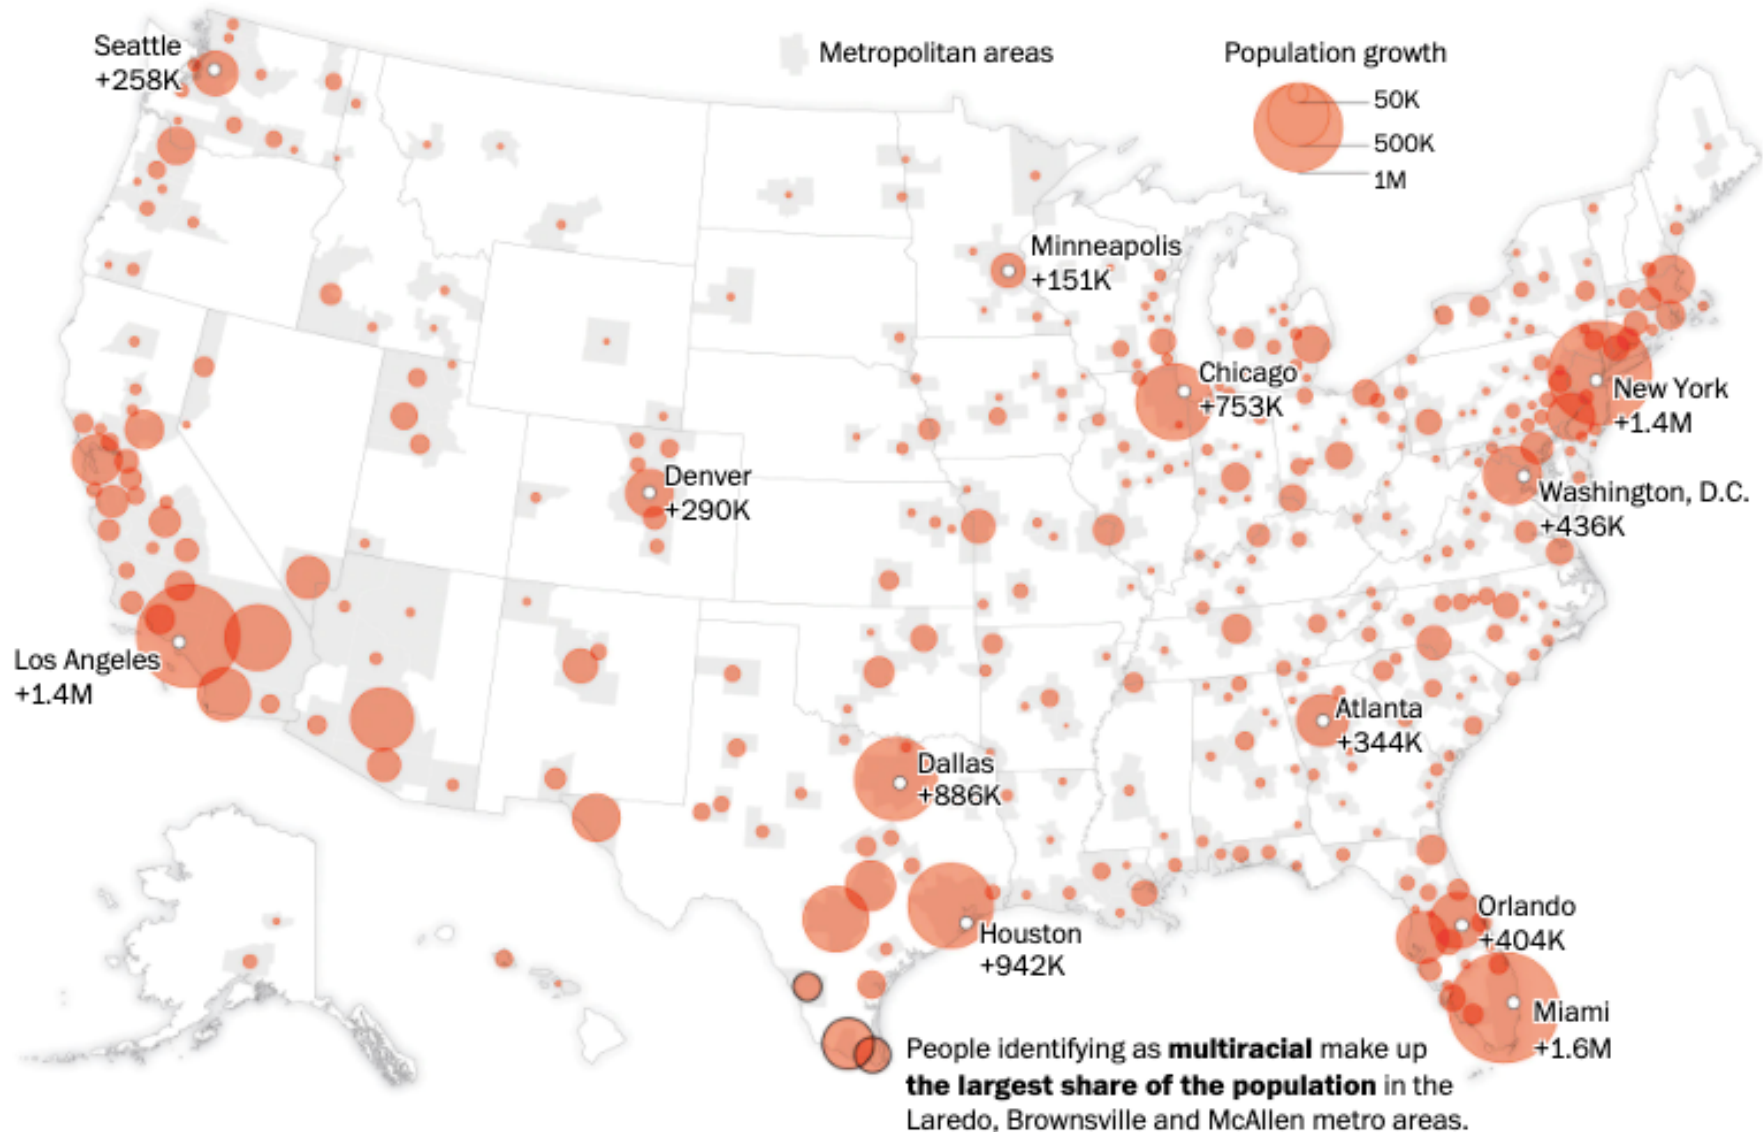 Seattle
+258K
Metropolitan areas
Population growth
50K
500K
1M
Minneapolis
+151K
Chicago
+753K
New York
+1.4M
Denver
+290K
Washington, D.C.
+436K
Los Angeles
+1.4M
Atlanta
+344K
Dallas
+886K
Orlando
+404K
Houston
+942K
Miami
+1.6M
People identifying as multiracial make up
the largest share of the population in the
Laredo, Brownsville and McAllen metro areas.